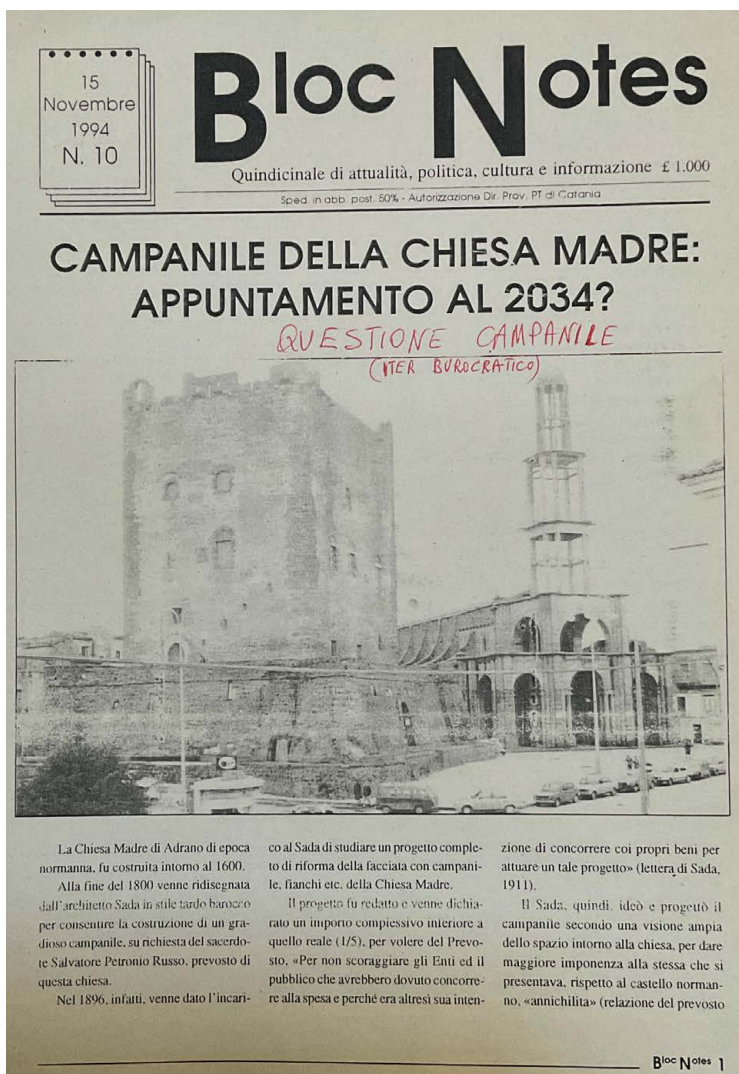 15
Novembre
1994
N. 10
Bloc Notes
Quindicinale di attualità, politica, cultura e informazione £ 1.000
Sped. in abb. post. 50% - Autorizzazione Dir. Prov. PT di Catania
CAMPANILE DELLA CHIESA MADRE:
APPUNTAMENTO AL 2034?
QUESTIONE CAMPANILE
(ITER BUROCRATICO)
La Chiesa Madre di Adrano di epoca
normanna, fu costruita intorno al 1600.
Alla fine del 1800 venne ridisegnata
dall'architetto Sada in stile tardo barocco
per consentire la costruzione di un gran-
dioso campanile, su richiesta del sacerdo-
te Salvatore Petronio Russo, prevosto di
questa chiesa.
Nel 1896, infatti, venne dato l'incari-
co al Sada di studiare un progetto comple-
to di riforma della facciata con campani-
le, fianchi etc. della Chiesa Madre.
Il progetto fu redatto e venne dichia-
rato un importo complessivo inferiore a
quello reale (1/5), per volere del Prevo-
sto, «Per non scoraggiare gli Enti ed il
pubblico che avrebbero dovuto concorre-
re alla spesa e perché era altresì sua inten-
zione di concorrere coi propri beni per
attuare un tale progetto» (lettera di Sada,
1911).
Il Sada, quindi, ideò e progettò il
campanile secondo una visione ampia
dello spazio intorno alla chiesa, per dare
maggiore imponenza alla stessa che si
presentava, rispetto al castello norman-
no, «annichilita» (relazione del prevosto
Bloc Notes 1